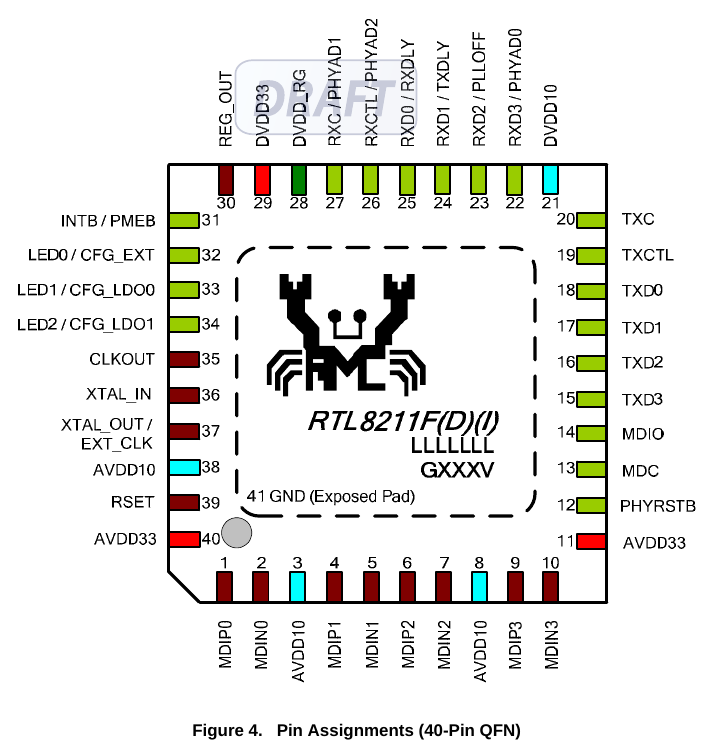 DRAFT
REG_OUT
DVDD33
DVDD_RG
RXC / PHYAD1
RXCTL / PHYAD2
RXD0 / RXDLY
RXD1 / TXDLY
RXD2 / PLLOFF
RXD3 / PHYAD0
DVDD10
30
29
28
27
26
25
24
23
22
21
INTB / PMEB
31
LED0 / CFG_EXT
32
LED1 / CFG_LDO0
33
LED2 / CFG_LDO1
34
CLKOUT
35
XTAL_IN
36
XTAL_OUT /
EXT_CLK
37
AVDD10
38
RSET
39
AVDD33
40
20
TXC
19
TXCTL
18
TXD0
17
TXD1
16
TXD2
15
TXD3
14
MDIO
13
MDC
12
PHYRSTB
11
AVDD33
RTL8211F(D)(I)
LLLLLLL
GXXXV
41 GND (Exposed Pad)
1
2
3
4
5
6
7
8
9
10
MDIP0
MDIN0
AVDD10
MDIP1
MDIN1
MDIP2
MDIN2
AVDD10
MDIP3
MDIN3
Figure 4. Pin Assignments (40-Pin QFN)